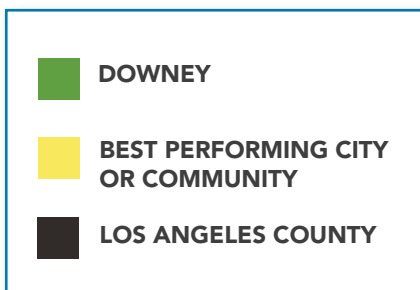 DOWNEY
BEST PERFORMING CITY
OR COMMUNITY
LOS ANGELES COUNTY